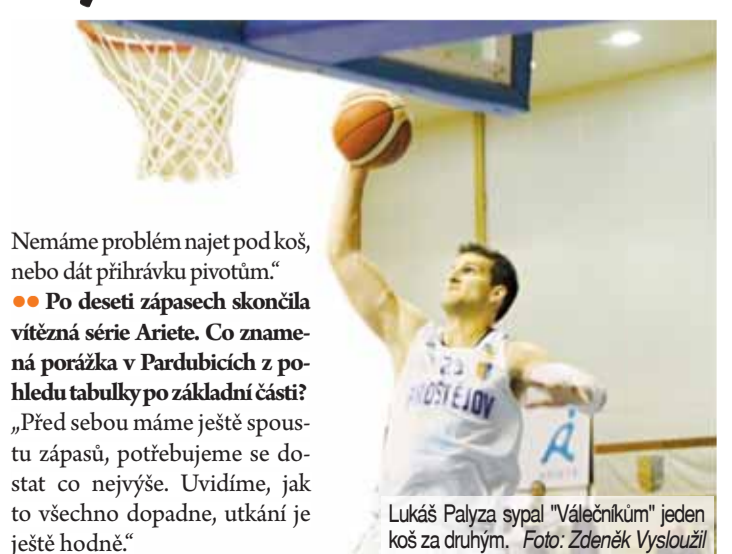 Nemáme problém najet pod koš,
nebo dát přihrávku pivotům.“
●● Po deseti zápasech skončila
vítězná série Ariete. Co zname-
ná porážka v Pardubicích z po-
hledu tabulky po základní části?
„Před sebou máme ještě spous-
tu zápasů, potřebujeme se do-
stat co nejvýše. Uvidíme, jak
to všechno dopadne, utkání je
ještě hodně.“
ARIETE
Lukáš Palyza sypal "Válečníkům" jeden
koš za druhým. Foto: Zdeněk Vysloužil